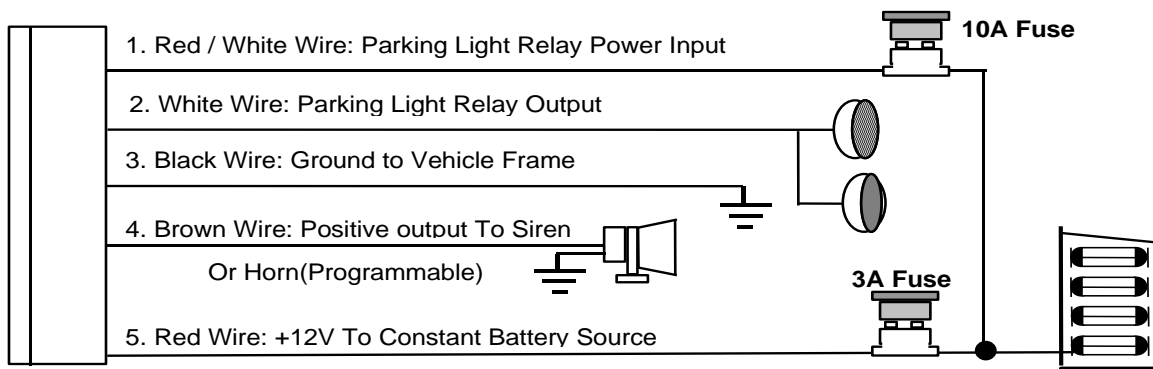 1. Red / White Wire: Parking Light Relay Power Input
10A Fuse
2. White Wire: Parking Light Relay Output
3. Black Wire: Ground to Vehicle Frame
4. Brown Wire: Positive output To Siren
Or Horn(Programmable)
3A Fuse
5. Red Wire: +12V To Constant Battery Source